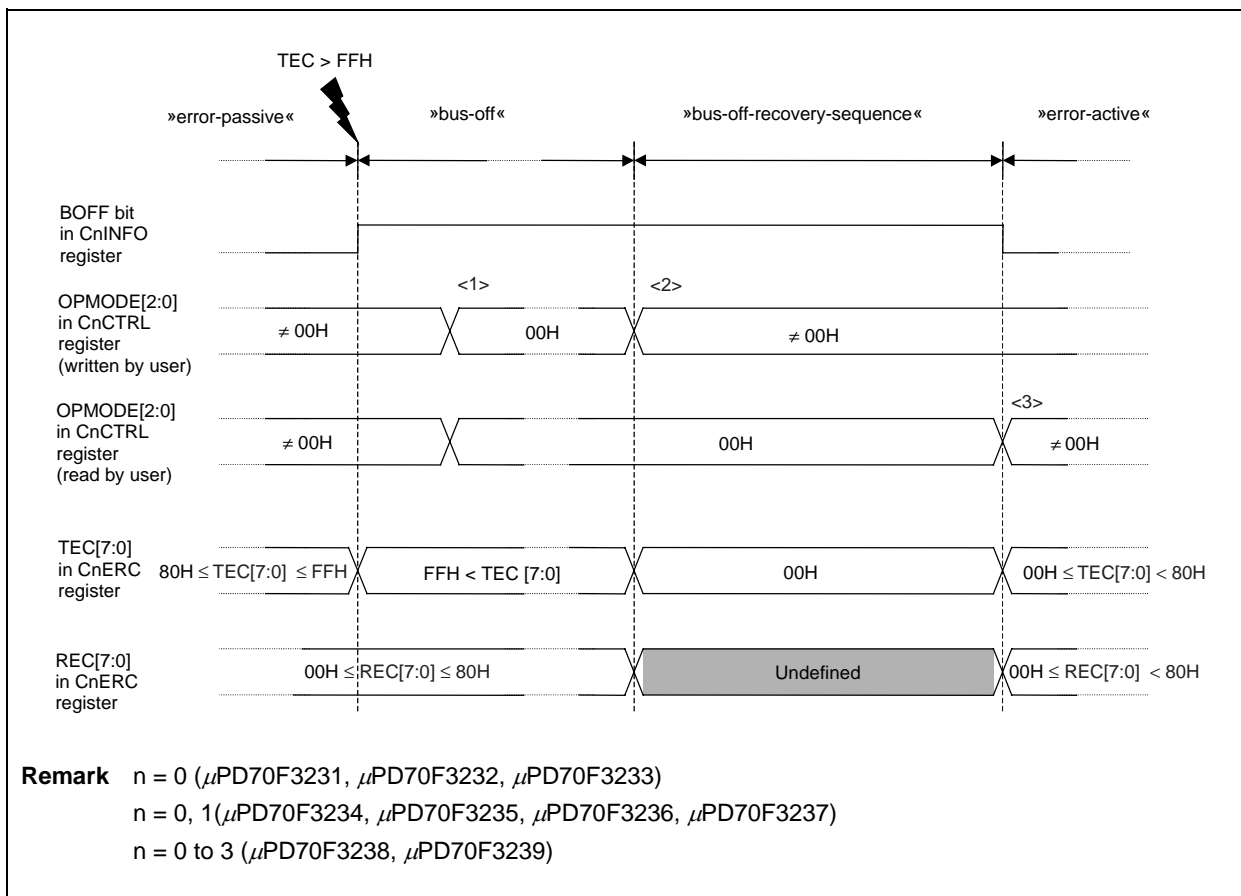 TEC > FFH
»error-passive« »bus-off« »bus-off-recovery-sequence« »error-active«
BOFF bit
in CnINFO
register
<1> <2>
OPMODE[2:0]
in CnCTRL
register
(written by user)
≠ 00H 00H ≠ 00H
<3>
OPMODE[2:0]
in CnCTRL
register
(read by user)
≠ 00H 00H ≠ 00H
TEC[7:0]
in CnERC
register
80H ≤ TEC[7:0] ≤ FFH FFH < TEC [7:0] 00H 00H ≤ TEC[7:0] < 80H
REC[7:0]
in CnERC
register
00H ≤ REC[7:0] ≤ 80H Undefined 00H ≤ REC[7:0] < 80H
Remark n = 0 (μPD70F3231, μPD70F3232, μPD70F3233)
n = 0, 1(μPD70F3234, μPD70F3235, μPD70F3236, μPD70F3237)
n = 0 to 3 (μPD70F3238, μPD70F3239)